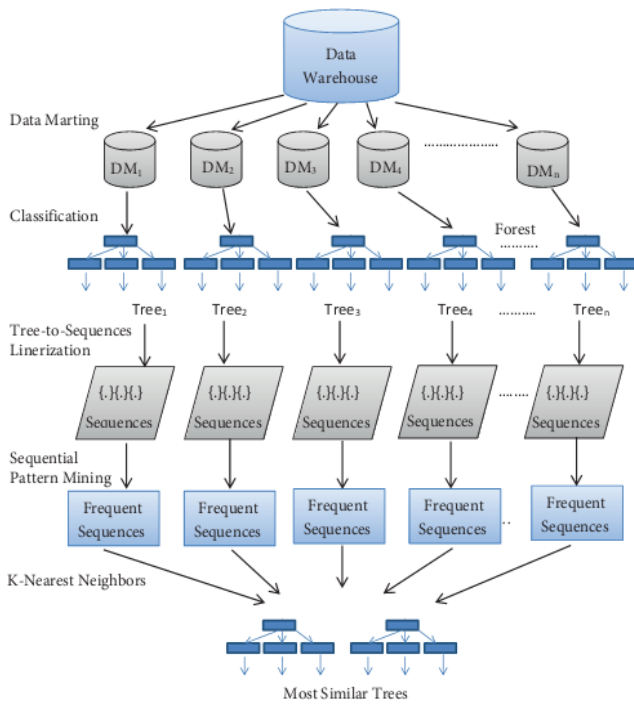 Data
Warehouse
Data Marting
DM₁ DM₂ DM₃ DM₄ .................... DMₙ
Classification
Forest
..........
Tree₁ Tree₂ Tree₃ Tree₄ .......... Treeₙ
Tree-to-Sequences
Linerization
{.}{.}{.} {.}{.}{.} {.}{.}{.} {.}{.}{.} ........ {.}{.}{.}
Sequences Sequences Sequences Sequences Sequences
Sequential
Pattern Mining
Frequent Frequent Frequent Frequent Frequent
Sequences Sequences Sequences Sequences .. Sequences
K-Nearest Neighbors
Most Similar Trees